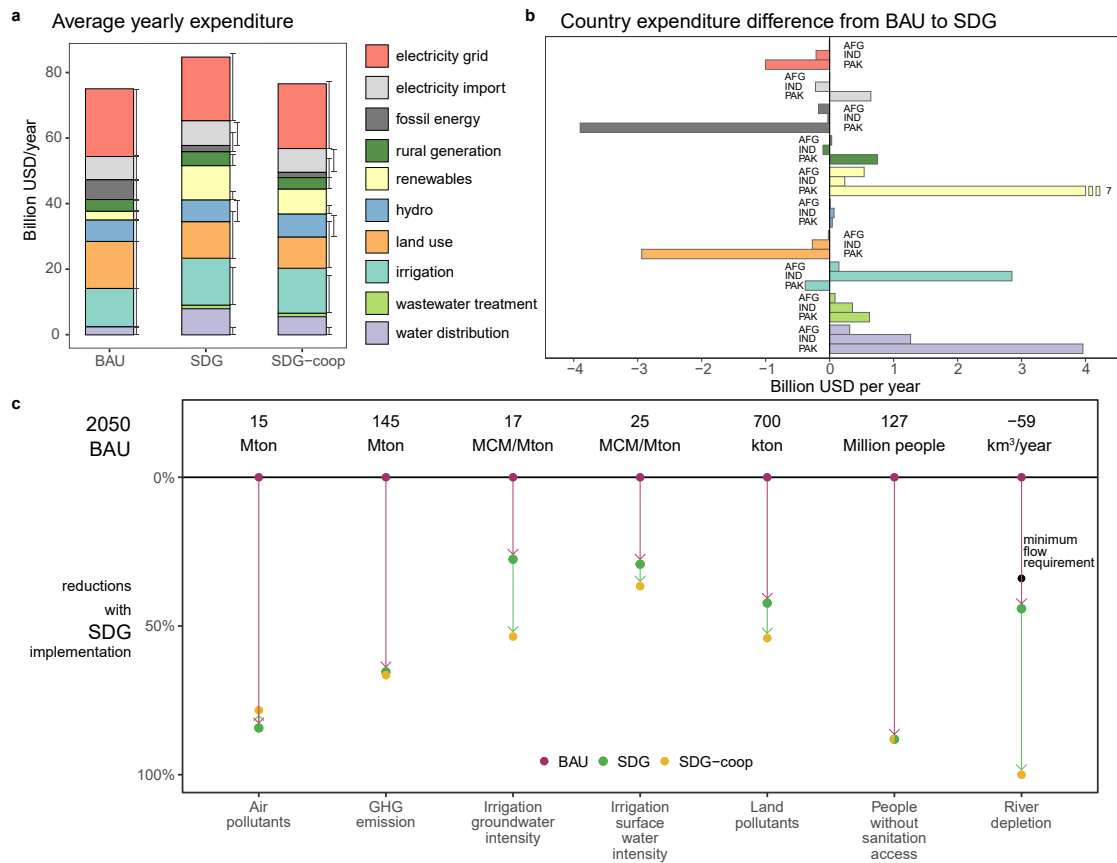 a Average yearly expenditure
Billion USD/year
80
60
40
20
0
BAU SDG SDG−coop
electricity grid
electricity import
fossil energy
rural generation
renewables
hydro
land use
irrigation
wastewater treatment
water distribution
b Country expenditure difference from BAU to SDG
AFG
IND
PAK
AFG
IND
PAK
AFG
IND
PAK
AFG
IND
PAK
AFG
IND
PAK 7
AFG
IND
PAK
AFG
IND
PAK
AFG
IND
PAK
AFG
IND
PAK
AFG
IND
PAK
−4 −3 −2 −1 0 1 2 3 4
Billion USD per year
c
2050
BAU
15
Mton
145
Mton
17
MCM/Mton
25
MCM/Mton
700
kton
127
Million people
−59
km³/year
0%
50%
100%
reductions
with
SDG
implementation
minimum
flow
requirement
BAU SDG SDG−coop
Air
pollutants
GHG
emission
Irrigation
groundwater
intensity
Irrigation
surface
water
intensity
Land
pollutants
People
without
sanitation
access
River
depletion